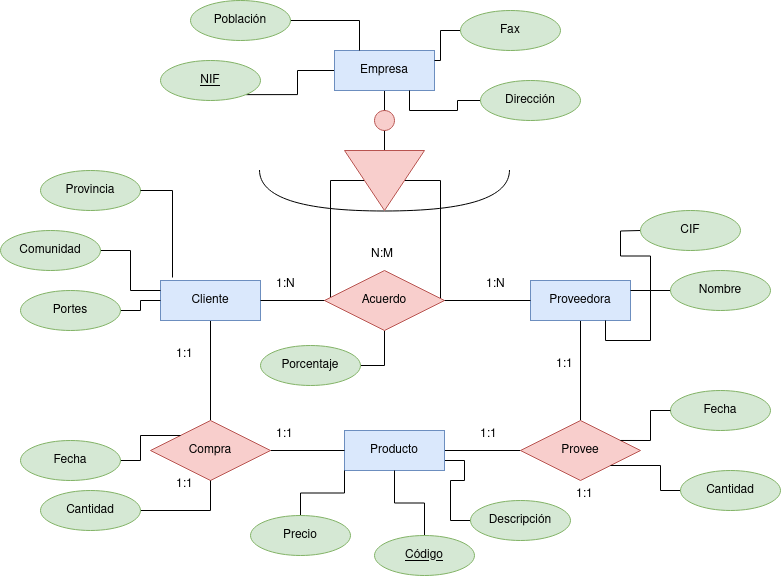 Población
Fax
Empresa
NIF
Dirección
Provincia
Comunidad
CIF
N:M
Portes
Cliente
1:N
Acuerdo
1:N
Proveedora
Nombre
1:1
Porcentaje
1:1
Fecha
1:1
1:1
Fecha
Compra
Producto
Provee
1:1
1:1
Cantidad
Cantidad
Precio
Código
Descripción